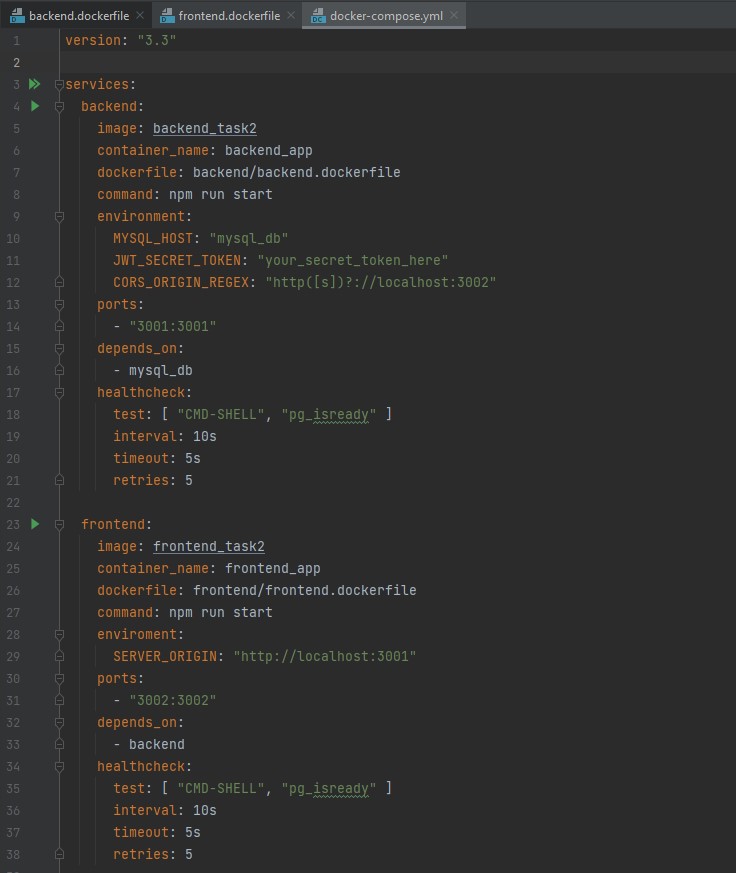 backend.dockerfile frontend.dockerfile docker-compose.yml
1 version: "3.3"
2
3 services:
4   backend:
5     image: backend_task2
6     container_name: backend_app
7     dockerfile: backend/backend.dockerfile
8     command: npm run start
9     environment:
10       MYSQL_HOST: "mysql_db"
11       JWT_SECRET_TOKEN: "your_secret_token_here"
12       CORS_ORIGIN_REGEX: "http([s])?://localhost:3002"
13     ports:
14       - "3001:3001"
15     depends_on:
16       - mysql_db
17     healthcheck:
18       test: [ "CMD-SHELL", "pg_isready" ]
19       interval: 10s
20       timeout: 5s
21       retries: 5
22
23   frontend:
24     image: frontend_task2
25     container_name: frontend_app
26     dockerfile: frontend/frontend.dockerfile
27     command: npm run start
28     enviroment:
29       SERVER_ORIGIN: "http://localhost:3001"
30     ports:
31       - "3002:3002"
32     depends_on:
33       - backend
34     healthcheck:
35       test: [ "CMD-SHELL", "pg_isready" ]
36       interval: 10s
37       timeout: 5s
38       retries: 5